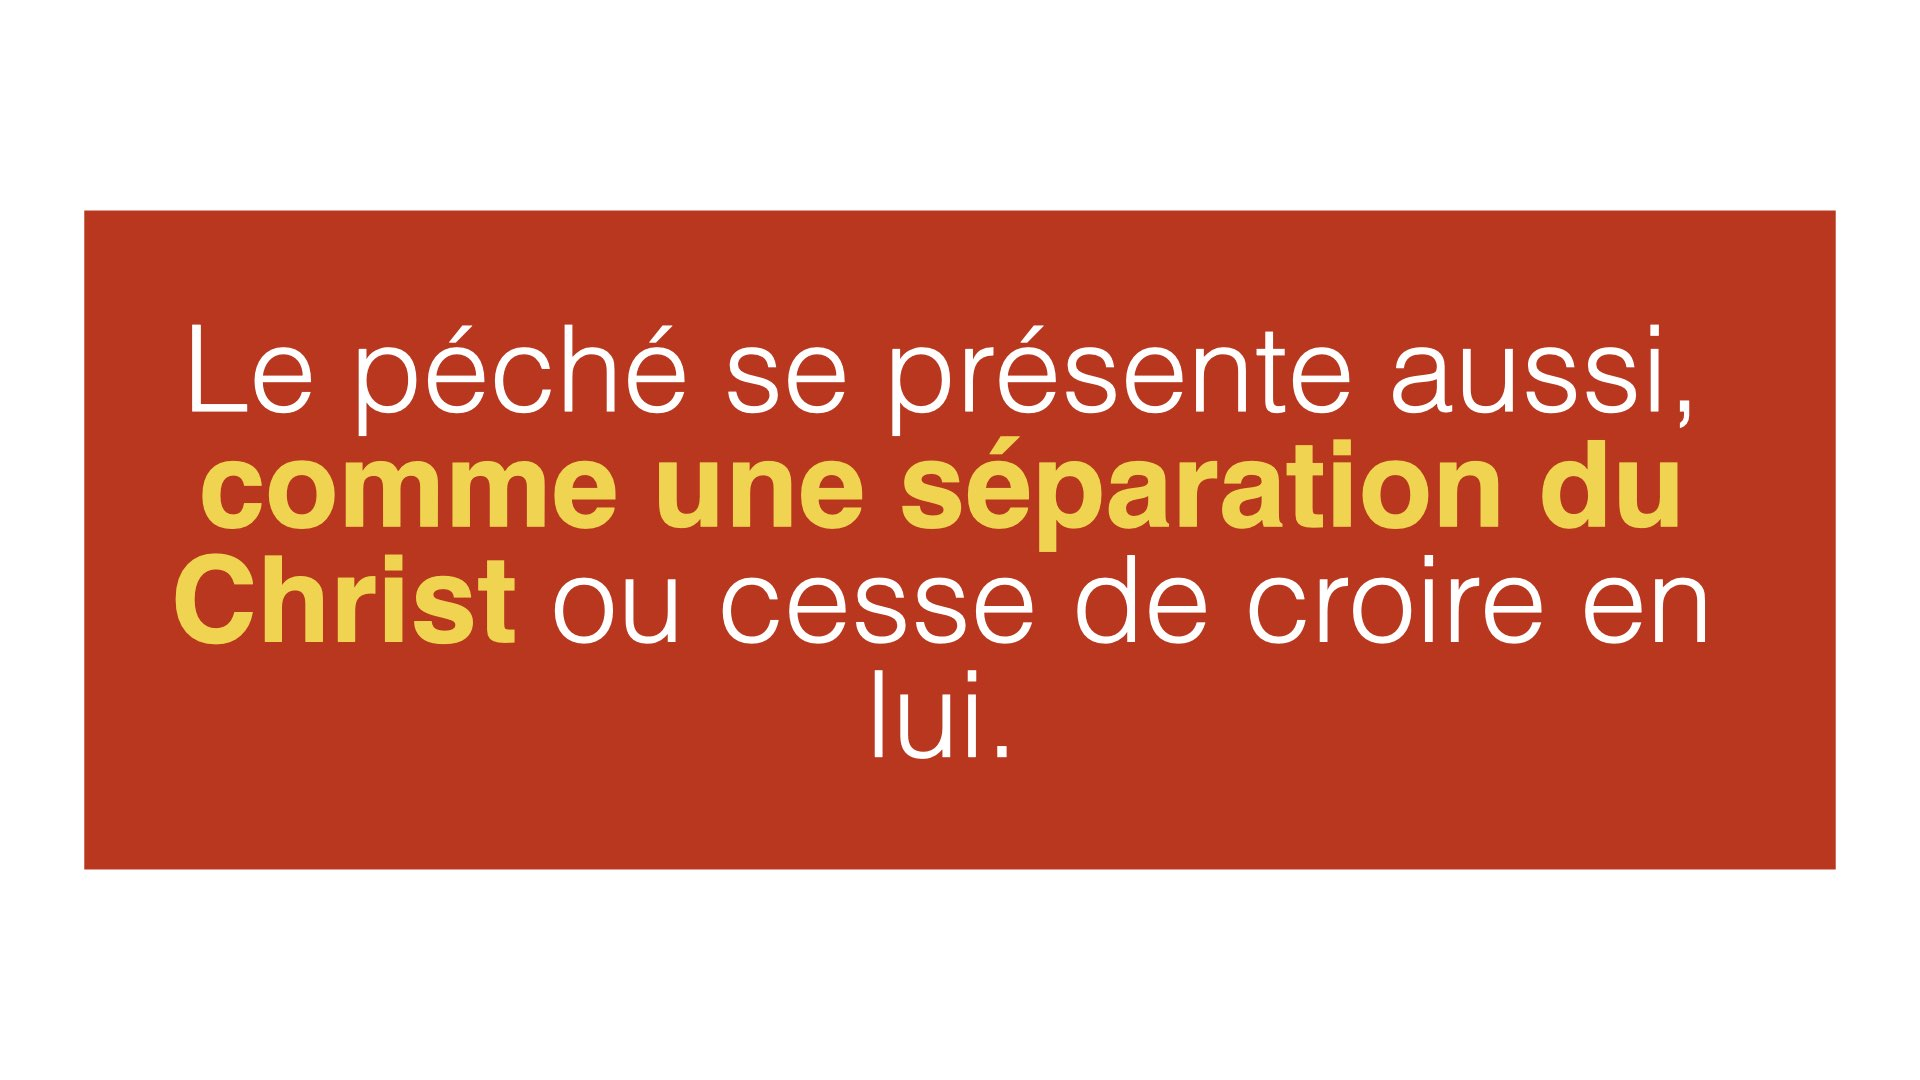 Le péché se présente aussi,
comme une séparation du
Christ ou cesse de croire en
lui.